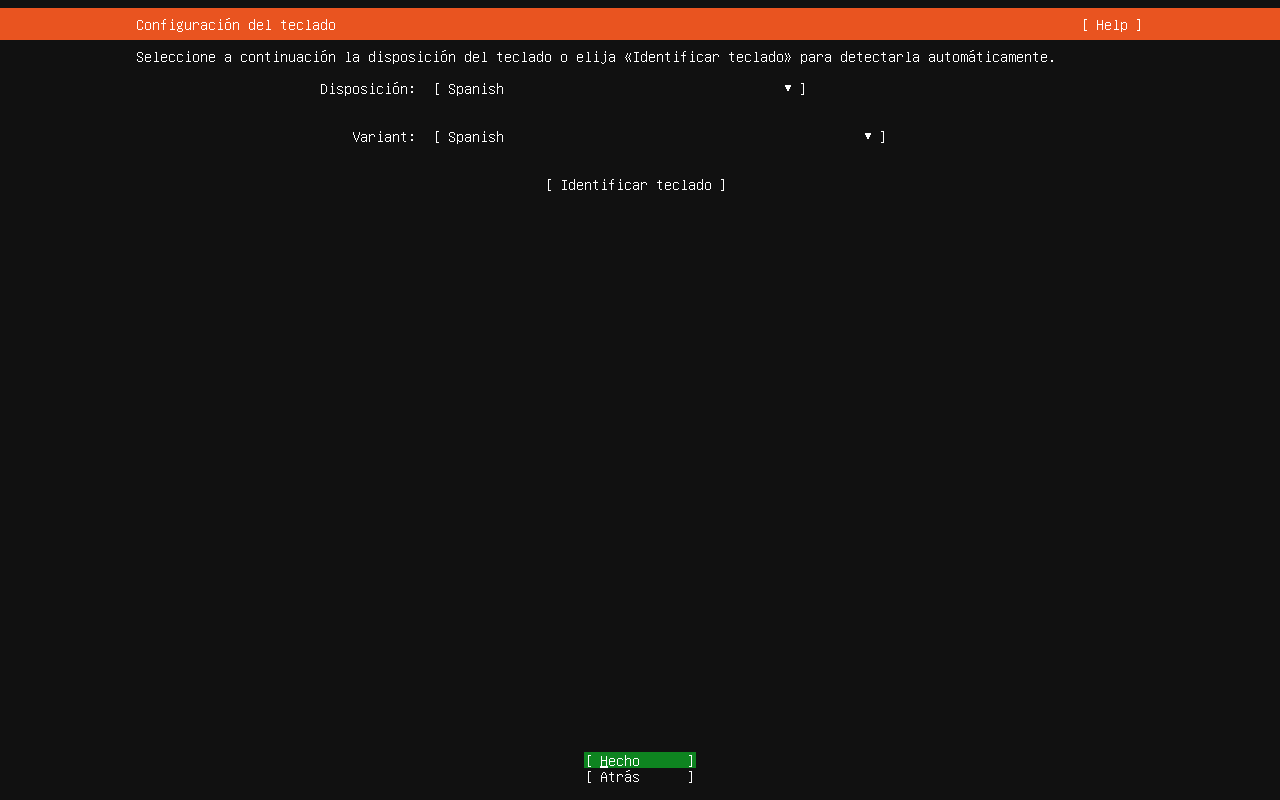 Configuración del teclado [ Help ]
Seleccione a continuación la disposición del teclado o elija «Identificar teclado» para detectarla automáticamente.
Disposición: [ Spanish ▾ ]
Variant: [ Spanish ▾ ]
[ Identificar teclado ]
[ Hecho ]
[ Atrás ]